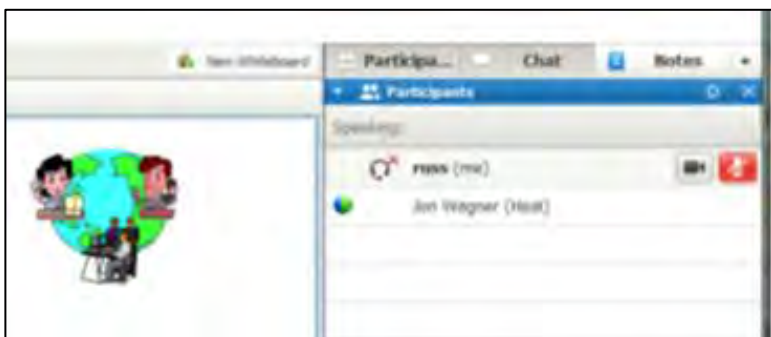 New Whiteboard
Participa...
Chat
Notes
Participants
Speaking:
russ (me)
Jon Wagner (Host)